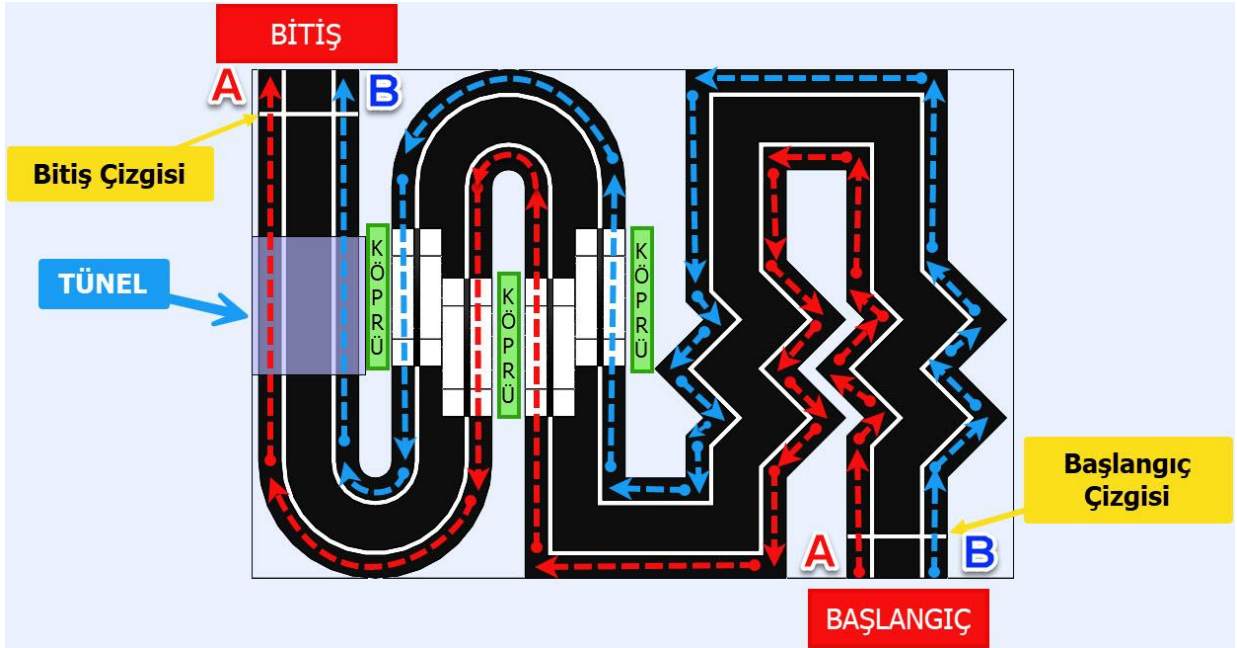 BİTİŞ
A
B
Bitiş Çizgisi
TÜNEL
KÖPRÜ
KÖPRÜ
KÖPRÜ
Başlangıç
Çizgisi
A
B
BAŞLANGIÇ